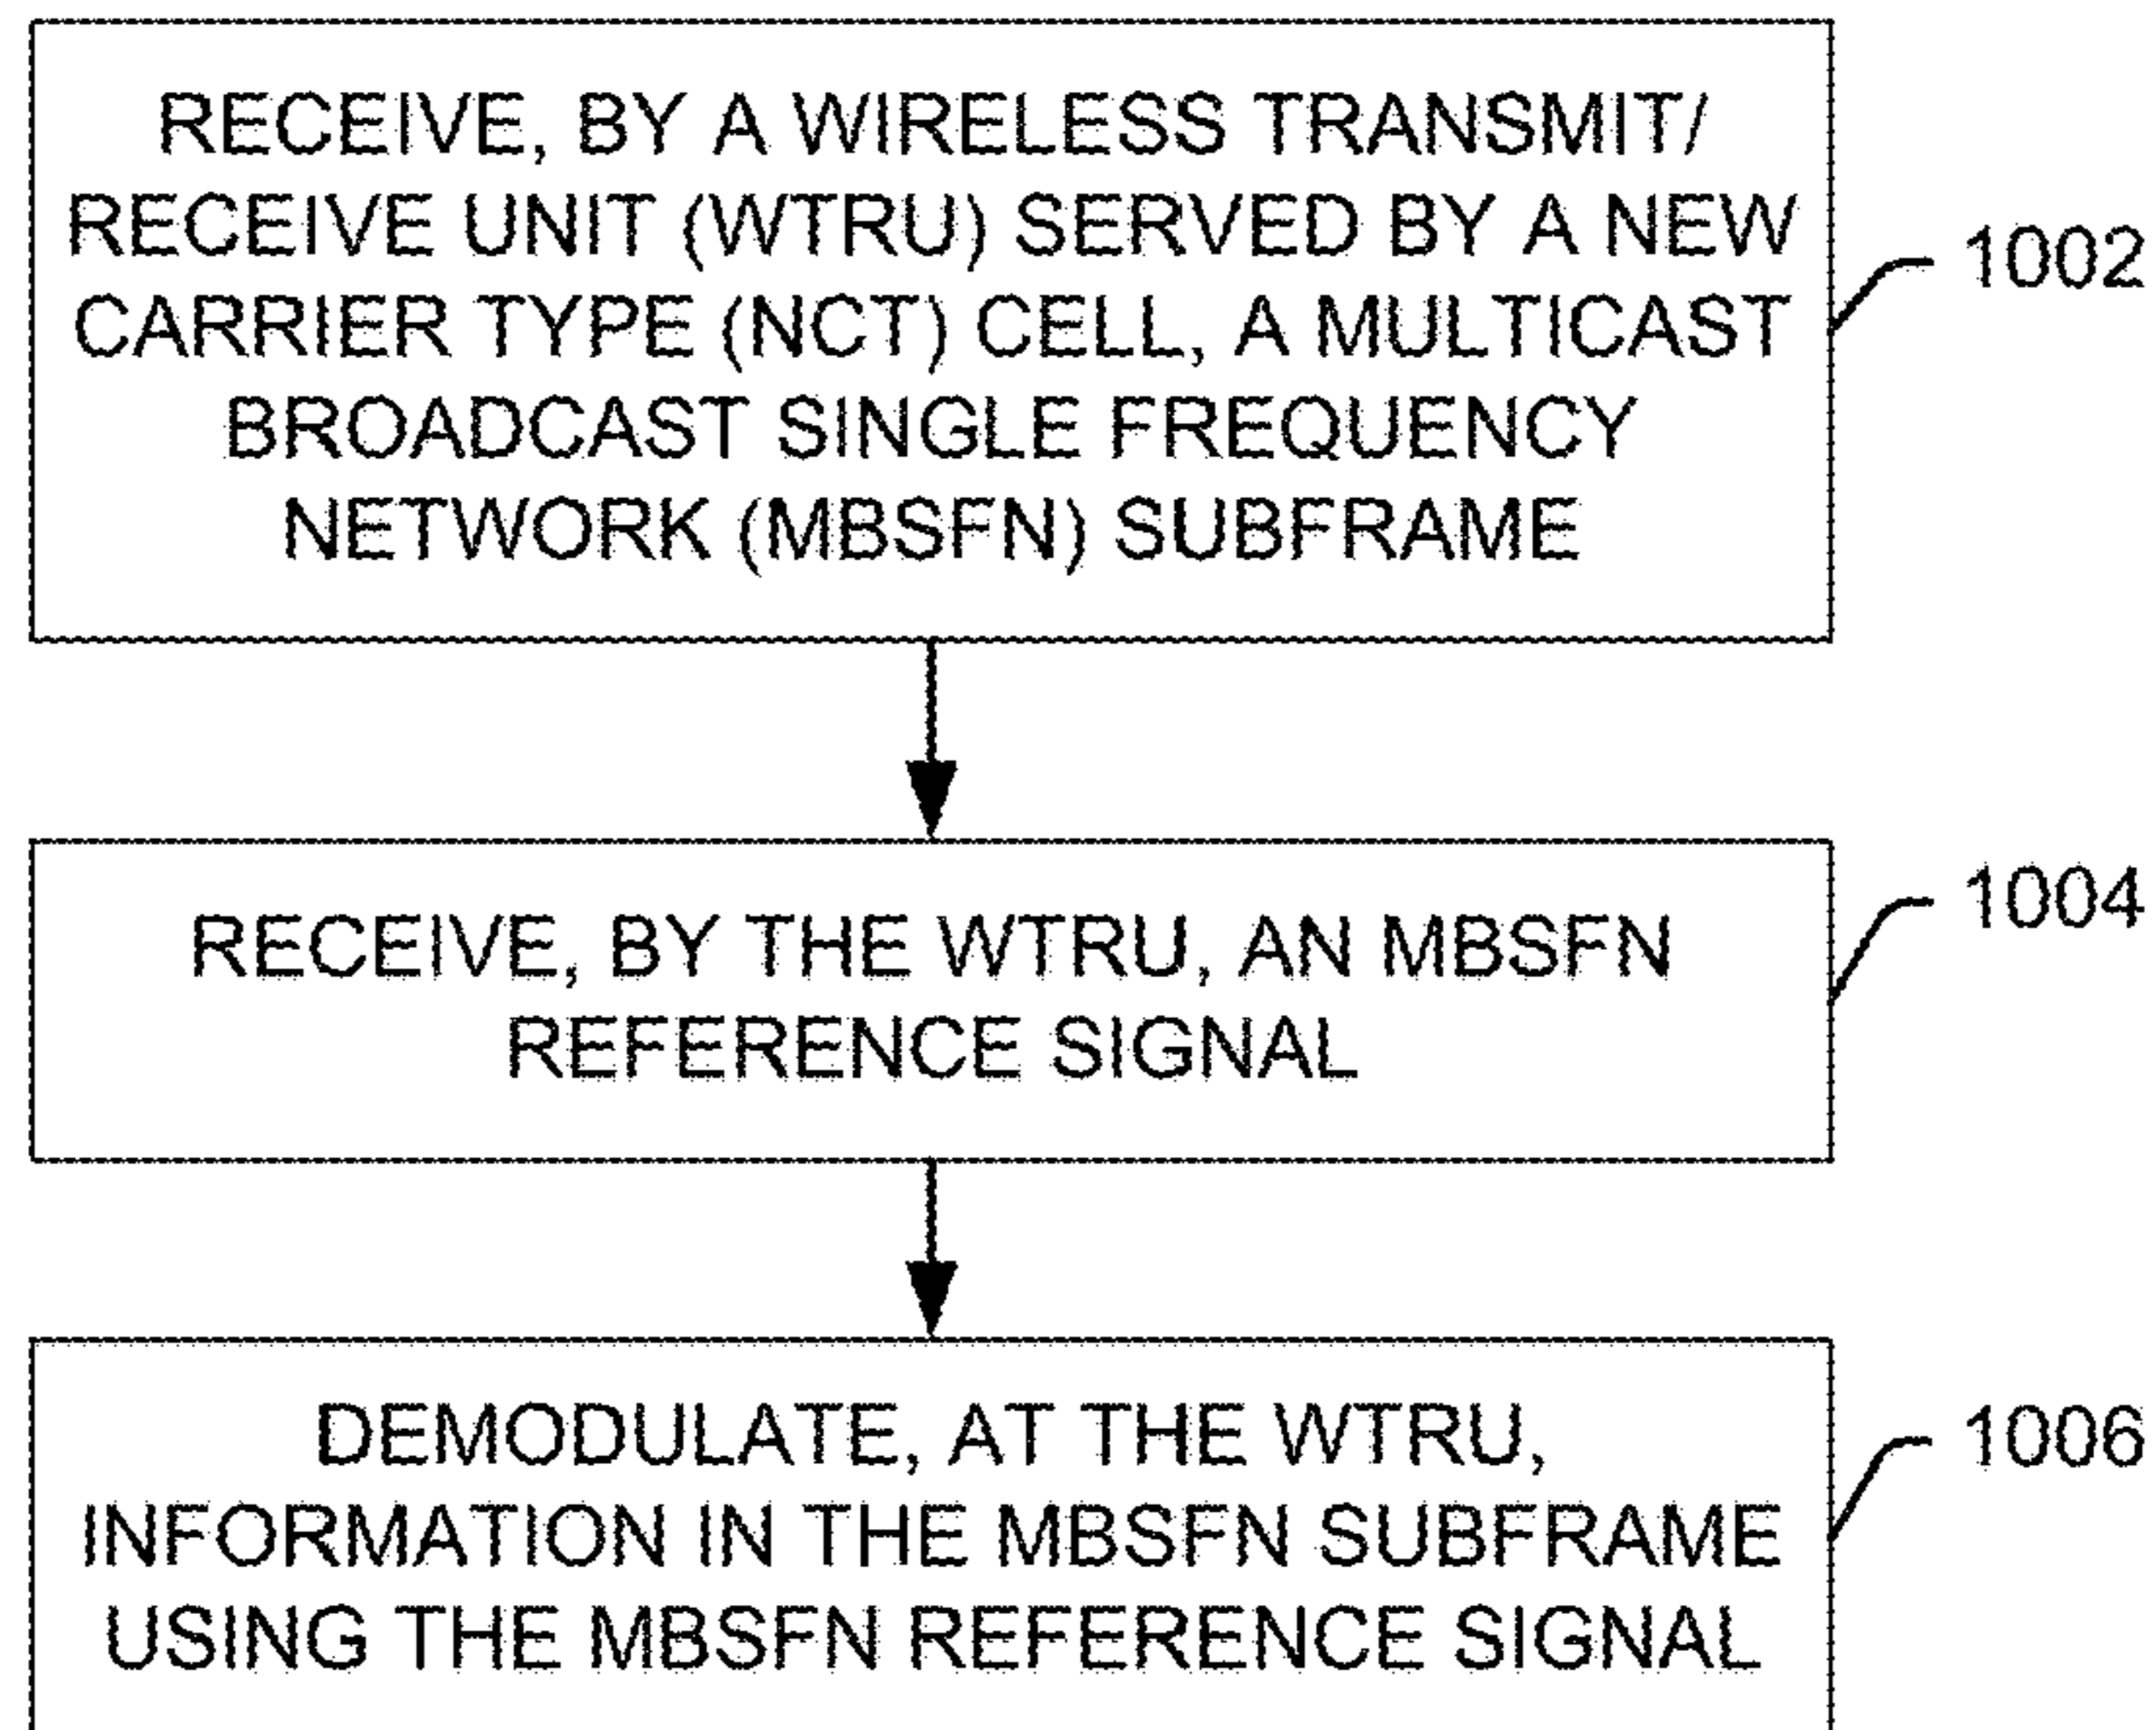 RECEIVE, BY A WIRELESS TRANSMIT/
RECEIVE UNIT (WTRU) SERVED BY A NEW
CARRIER TYPE (NCT) CELL, A MULTICAST
BROADCAST SINGLE FREQUENCY
NETWORK (MBSFN) SUBFRAME
1002
RECEIVE, BY THE WTRU, AN MBSFN
REFERENCE SIGNAL
1004
DEMODULATE, AT THE WTRU,
INFORMATION IN THE MBSFN SUBFRAME
USING THE MBSFN REFERENCE SIGNAL
1006